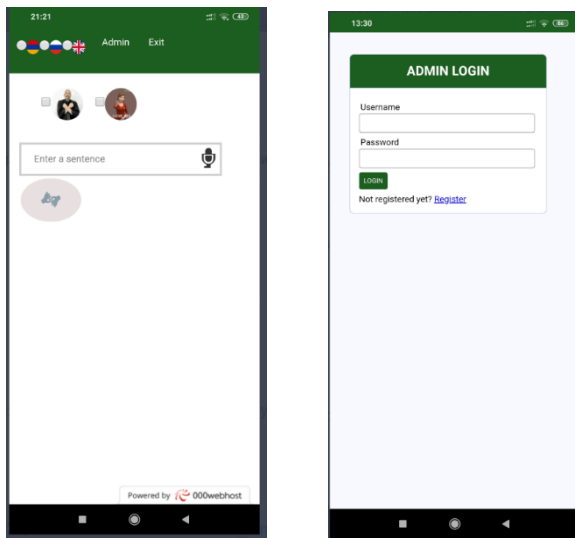 21:21
Admin Exit
Enter a sentence
Powered by 000webhost
13:30
ADMIN LOGIN
Username
Password
LOGIN
Not registered yet? Register